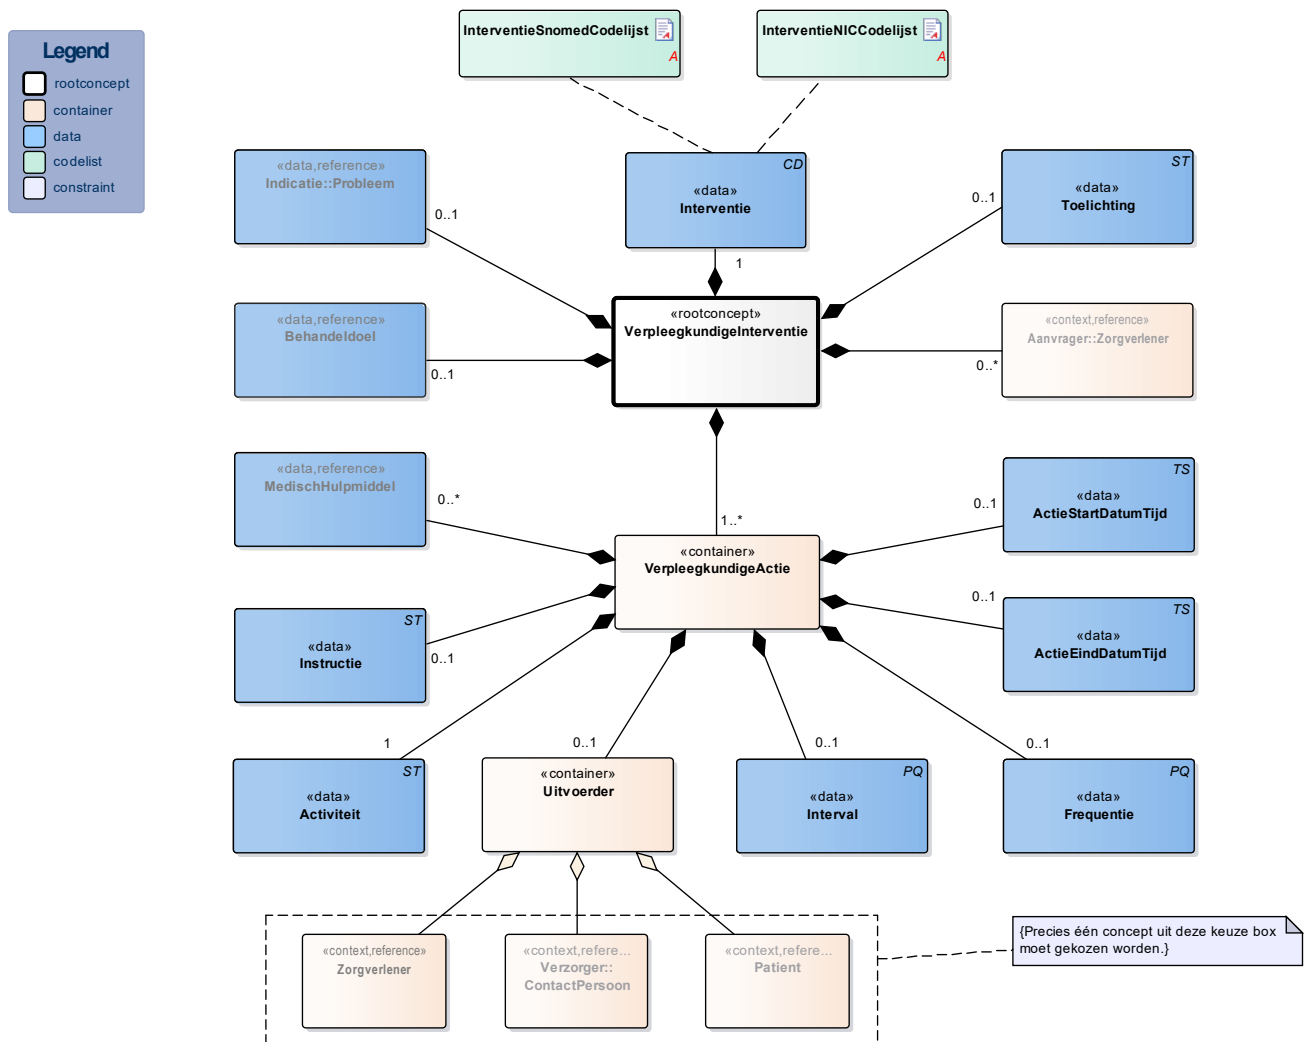 Legend
rootconcept
container
data
codelist
constraint
InterventieSnomedCodelijst
A
InterventieNICCodelijst
A
«data,reference»
Indicatie::Probleem
0..1
CD
«data»
Interventie
1
ST
«data»
Toelichting
0..1
«rootconcept»
VerpleegkundigeInterventie
«data,reference»
Behandeldoel
0..1
«context,reference»
Aanvrager::Zorgverlener
0..*
«data,reference»
MedischHulpmiddel
0..*
1..*
«container»
VerpleegkundigeActie
TS
«data»
ActieStartDatumTijd
0..1
ST
«data»
Instructie
0..1
TS
«data»
ActieEindDatumTijd
0..1
1
ST
«data»
Activiteit
0..1
«container»
Uitvoerder
0..1
PQ
«data»
Interval
0..1
PQ
«data»
Frequentie
«context,reference»
Zorgverlener
«context,refere...
Verzorger::
ContactPersoon
«context,refere...
Patient
{Precies één concept uit deze keuze box
moet gekozen worden.}